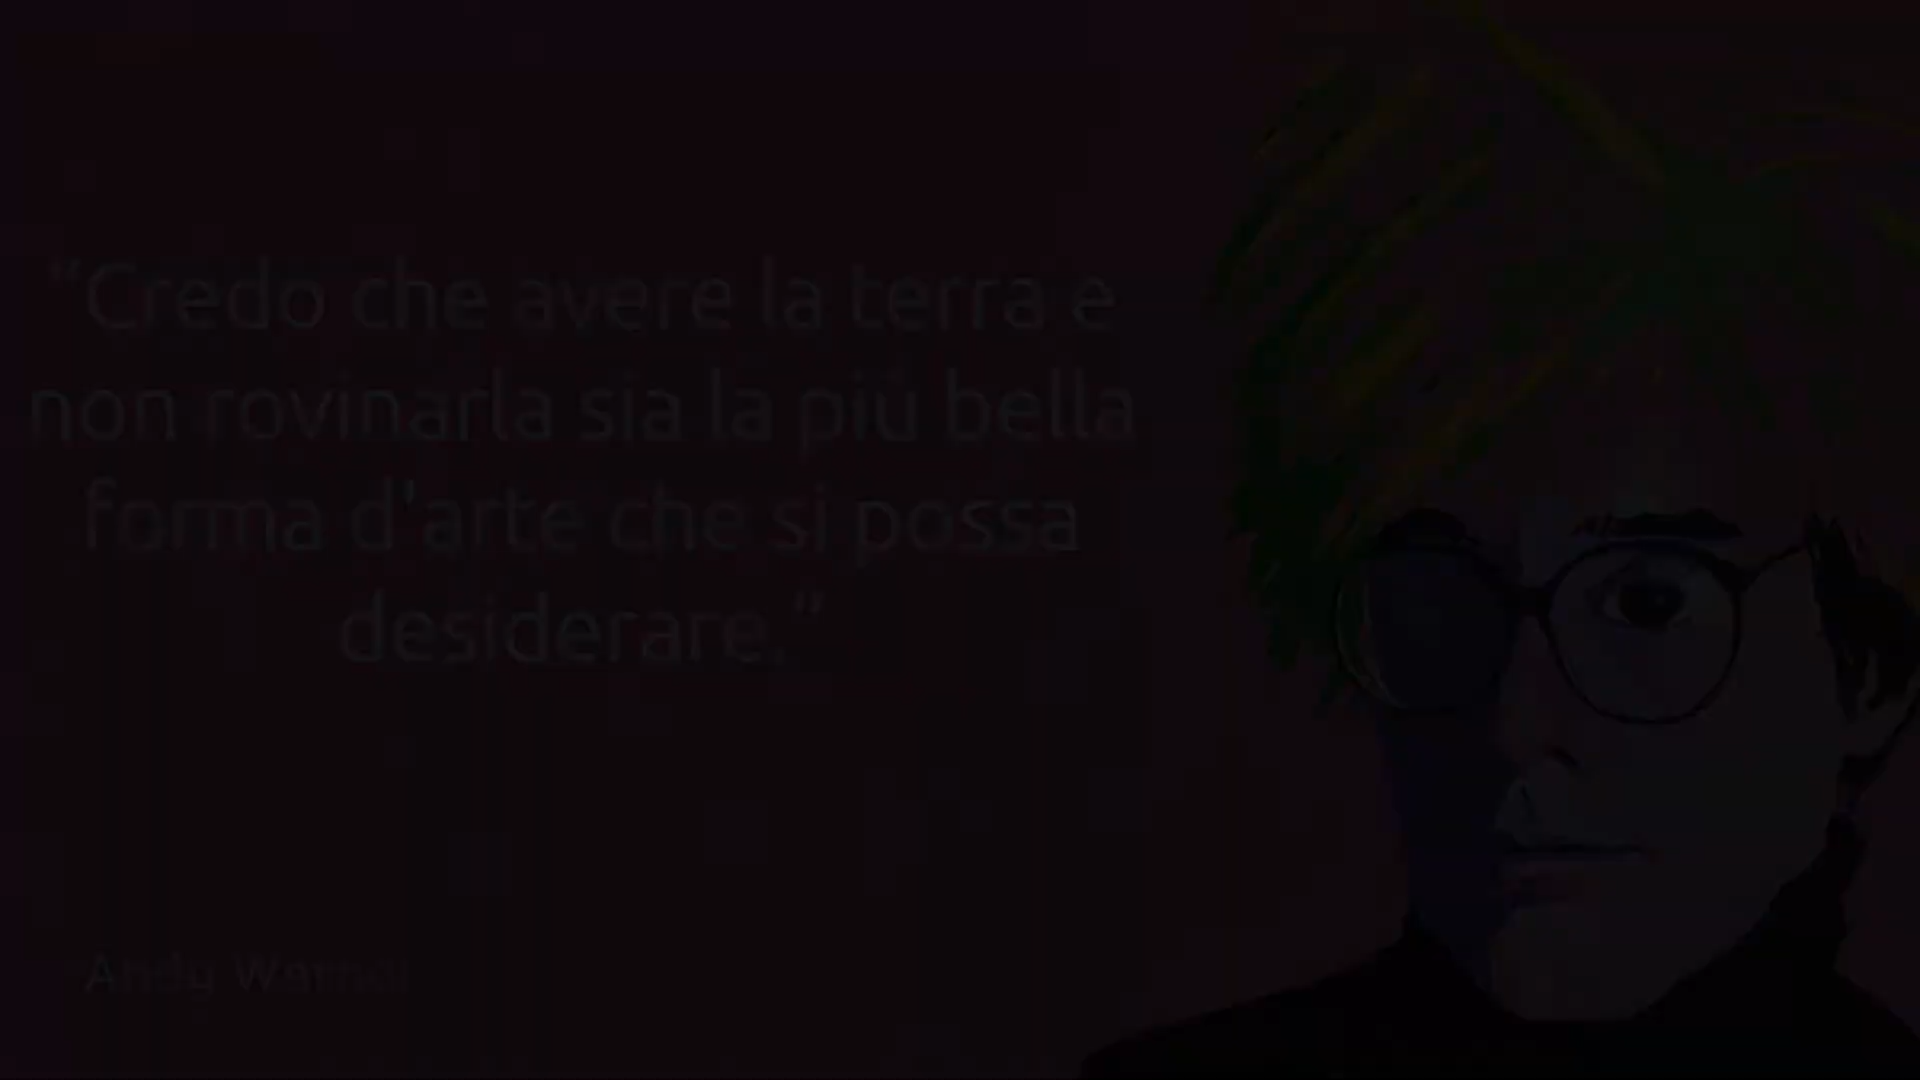 "Credo che avere la terra e
non rovinarla sia la più bella
forma d'arte che si possa
desiderare."
Andy Warhol